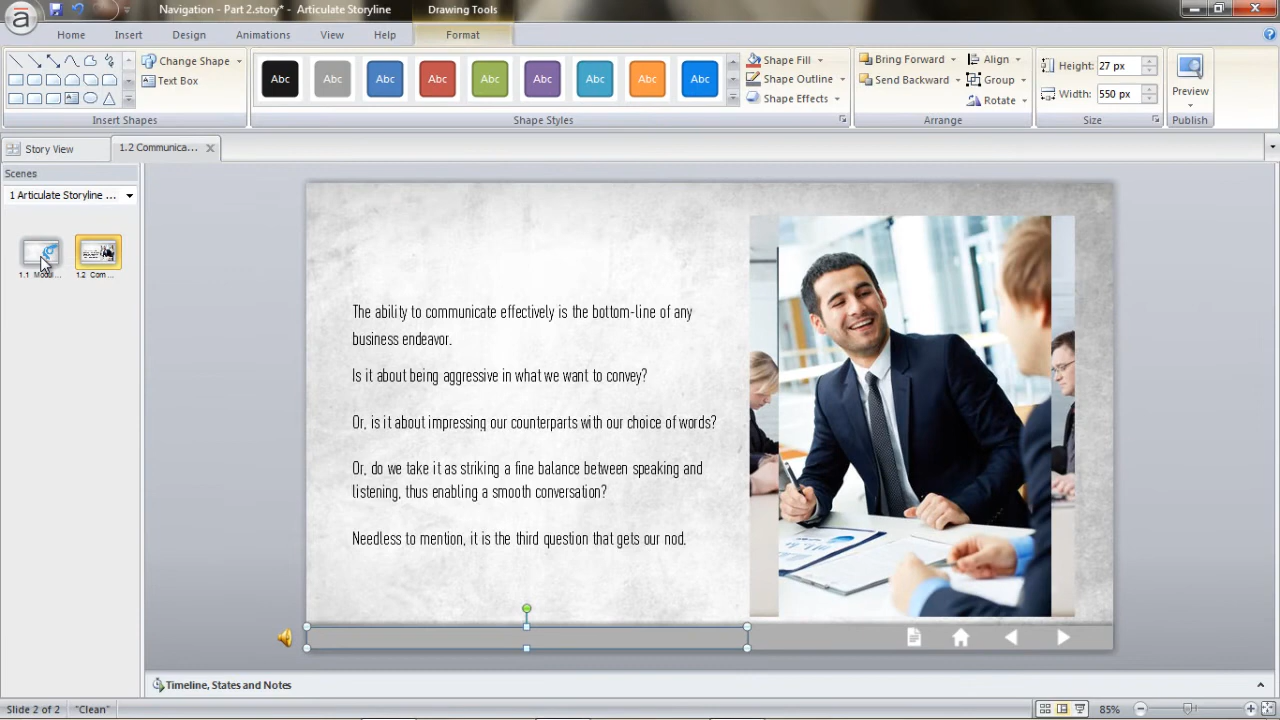 Navigation - Part 2.story* - Articulate Storyline
Drawing Tools
Home
Insert
Design
Animations
View
Help
Format
Change Shape
Text Box
Insert Shapes
Abc
Abc
Abc
Abc
Abc
Abc
Abc
Abc
Abc
Shape Styles
Shape Fill
Shape Outline
Shape Effects
Bring Forward
Send Backward
Align
Group
Rotate
Arrange
Height: 27 px
Width: 550 px
Size
Preview
Publish
Story View
1.2 Communica...
Scenes
1 Articulate Storyline ...
1.2 Com...
The ability to communicate effectively is the bottom-line of any
business endeavor.
Is it about being aggressive in what we want to convey?
Or, is it about impressing our counterparts with our choice of words?
Or, do we take it as striking a fine balance between speaking and
listening, thus enabling a smooth conversation?
Needless to mention, it is the third question that gets our nod.
Timeline, States and Notes
Slide 2 of 2
"Clean"
85%